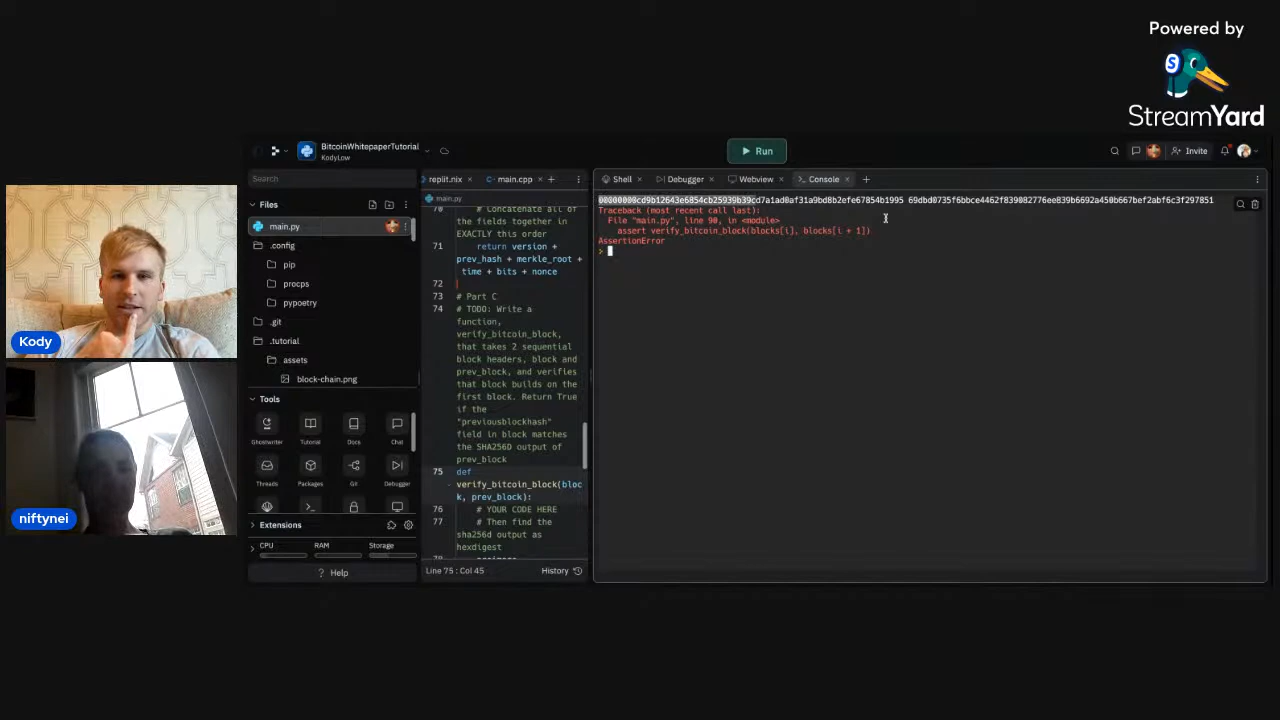 Powered by
StreamYard
BitcoinWhitepaperTutorial
KodyLow
Run
Invite
Search
replit.nix
main.cpp
Shell
Debugger
Webview
Console
main.py
Files
main.py
.config
pip
procps
pypoetry
.git
.tutorial
assets
block-chain.png
Tools
Ghostwriter
Tutorial
Docs
Chat
Threads
Packages
Git
Debugger
Extensions
CPU
RAM
Storage
? Help
70
# Concatenate all of
the fields together in
EXACTLY this order
71 return version +
prev_hash + merkle_root +
time + bits + nonce
72
73 # Part C
74 # TODO: Write a
function,
verify_bitcoin_block,
that takes 2 sequential
block headers, block and
prev_block, and verifies
that block builds on the
first block. Return True
if the
"previousblockhash"
field in block matches
the SHA256D output of
prev_block
75 def
verify_bitcoin_block(bloc
k, prev_block):
76 # YOUR CODE HERE
77 # Then find the
sha256d output as
hexdigest
Line 75 : Col 45
History
Traceback (most recent call last):
File "main.py", line 90, in <module>
assert verify_bitcoin_block(blocks[i], blocks[i + 1])
AssertionError
>
Kody
niftynei